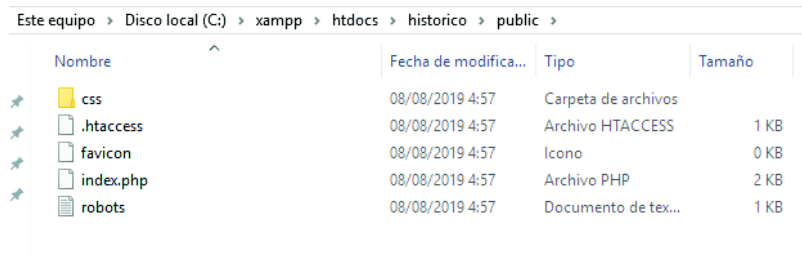 Este equipo > Disco local (C:) > xampp > htdocs > historico > public >
Nombre Fecha de modifica... Tipo Tamaño
css 08/08/2019 4:57 Carpeta de archivos
.htaccess 08/08/2019 4:57 Archivo HTACCESS 1 KB
favicon 08/08/2019 4:57 Icono 0 KB
index.php 08/08/2019 4:57 Archivo PHP 2 KB
robots 08/08/2019 4:57 Documento de tex... 1 KB